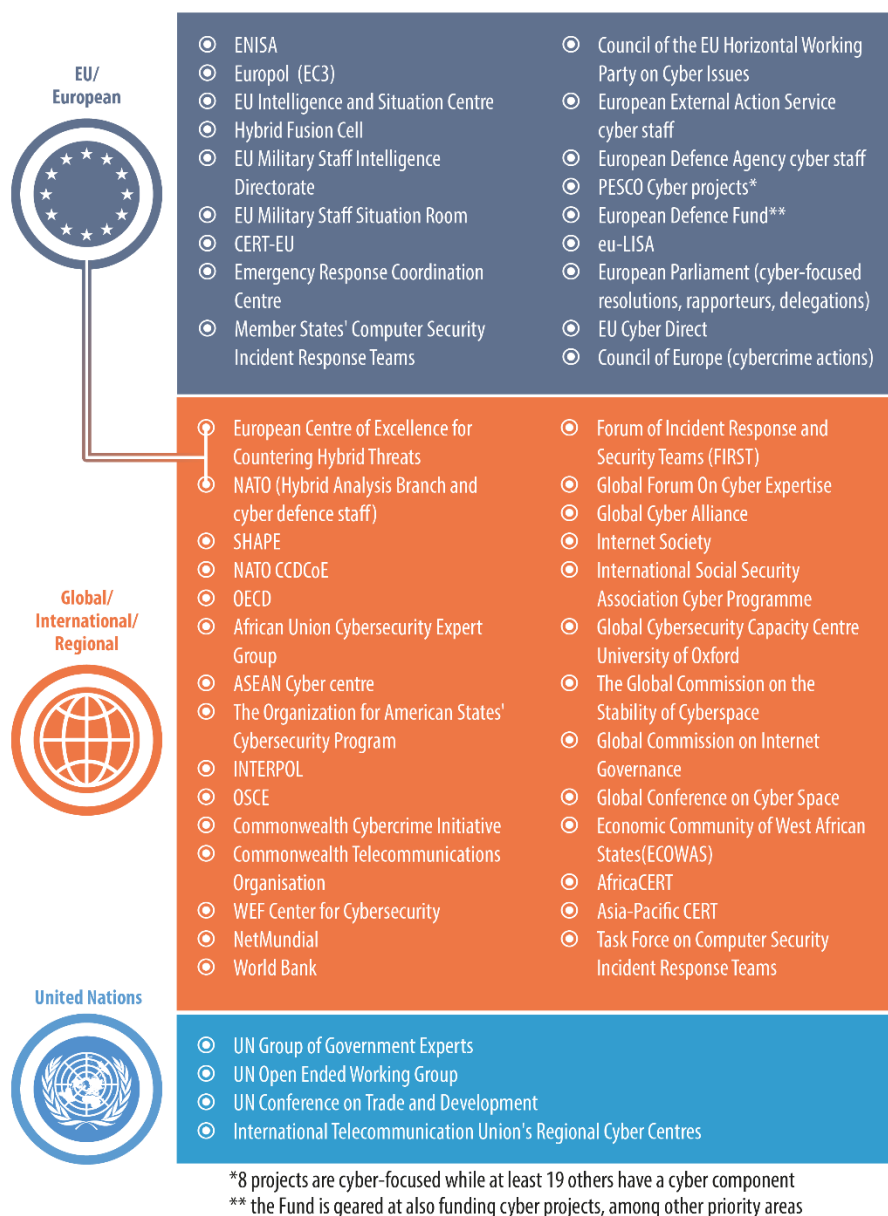 EU/
European
ENISA
Europol (EC3)
EU Intelligence and Situation Centre
Hybrid Fusion Cell
EU Military Staff Intelligence
Directorate
EU Military Staff Situation Room
CERT-EU
Emergency Response Coordination
Centre
Member States' Computer Security
Incident Response Teams
Council of the EU Horizontal Working
Party on Cyber Issues
European External Action Service
cyber staff
European Defence Agency cyber staff
PESCO Cyber projects*
European Defence Fund**
eu-LISA
European Parliament (cyber-focused
resolutions, rapporteurs, delegations)
EU Cyber Direct
Council of Europe (cybercrime actions)
Global/
International/
Regional
European Centre of Excellence for
Countering Hybrid Threats
NATO (Hybrid Analysis Branch and
cyber defence staff)
SHAPE
NATO CCDCoE
OECD
African Union Cybersecurity Expert
Group
ASEAN Cyber centre
The Organization for American States'
Cybersecurity Program
INTERPOL
OSCE
Commonwealth Cybercrime Initiative
Commonwealth Telecommunications
Organisation
WEF Center for Cybersecurity
NetMundial
World Bank
Forum of Incident Response and
Security Teams (FIRST)
Global Forum On Cyber Expertise
Global Cyber Alliance
Internet Society
International Social Security
Association Cyber Programme
Global Cybersecurity Capacity Centre
University of Oxford
The Global Commission on the
Stability of Cyberspace
Global Commission on Internet
Governance
Global Conference on Cyber Space
Economic Community of West African
States(ECOWAS)
AfricaCERT
Asia-Pacific CERT
Task Force on Computer Security
Incident Response Teams
United Nations
UN Group of Government Experts
UN Open Ended Working Group
UN Conference on Trade and Development
International Telecommunication Union's Regional Cyber Centres
*8 projects are cyber-focused while at least 19 others have a cyber component
** the Fund is geared at also funding cyber projects, among other priority areas